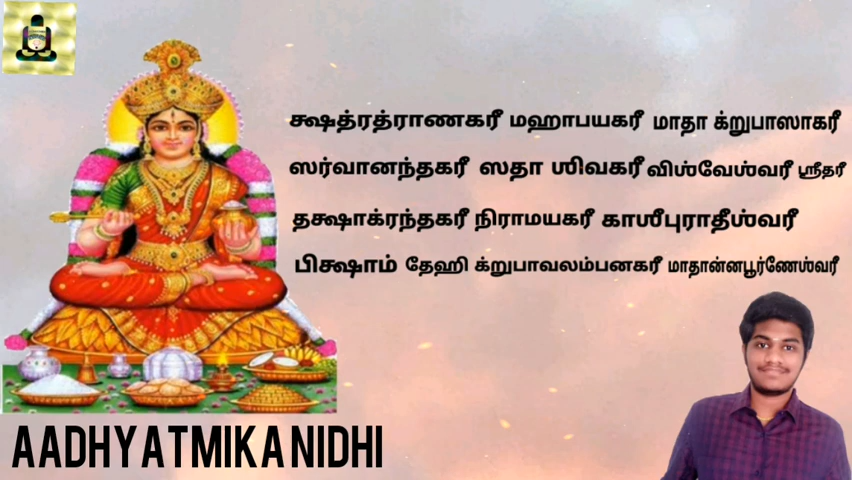 க்ஷத்ரத்ராணகரீ மஹாபயகரீ மாதா க்றுபாஸாகரீ
ஸர்வானந்தகரீ ஸதா ஶிவகரீ விஶ்வேஶ்வரீ ஶ்ரீதரீ
தக்ஷாக்ரந்தகரீ நிராமயகரீ காஶீபுராதீஶ்வரீ
பிக்ஷாம் தேஹி க்றுபாவலம்பனகரீ மாதான்னபூர்ணேஶ்வரீ
AADHYATMIKA NIDHI